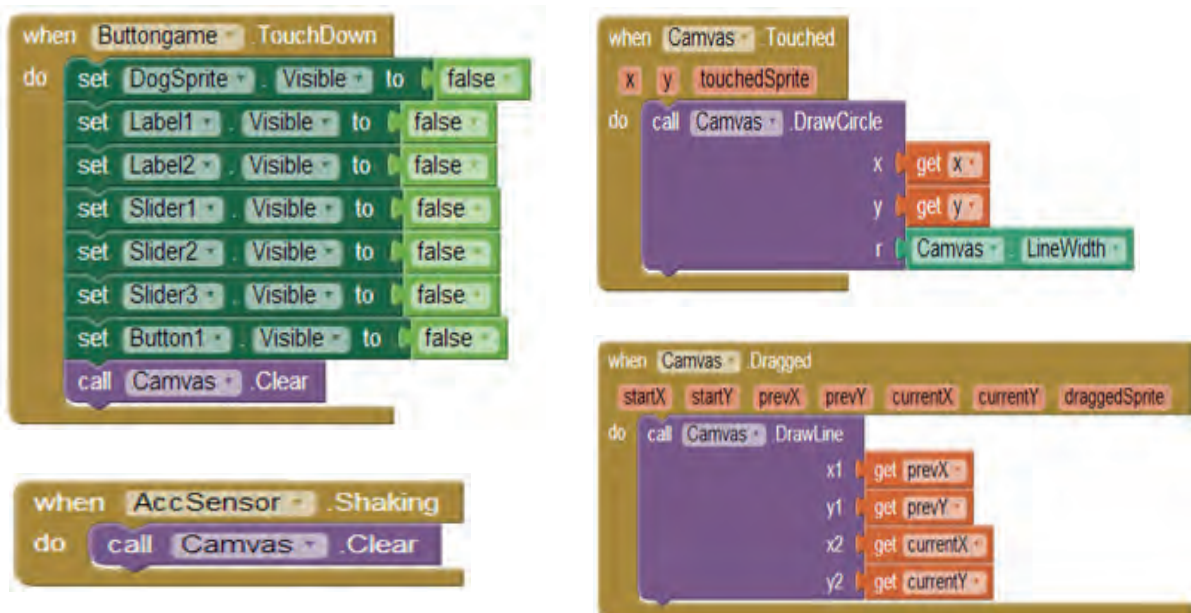 when Buttongame .TouchDown
do set DogSprite . Visible to false
set Label1 . Visible to false
set Label2 . Visible to false
set Slider1 . Visible to false
set Slider2 . Visible to false
set Slider3 . Visible to false
set Button1 . Visible to false
call Camvas .Clear
when AccSensor .Shaking
do call Camvas .Clear
when Camvas .Touched
x y touchedSprite
do call Camvas .DrawCircle
x get x
y get y
r Camvas . LineWidth
when Camvas .Dragged
startX startY prevX prevY currentX currentY draggedSprite
do call Camvas .DrawLine
x1 get prevX
y1 get prevY
x2 get currentX
y2 get currentY